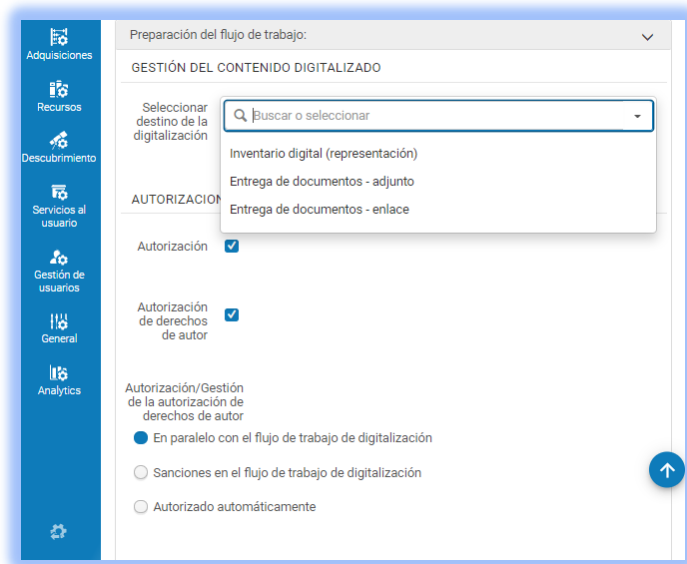 Adquisiciones
Recursos
Descubrimiento
Servicios al
usuario
Gestión de
usuarios
General
Analytics
Preparación del flujo de trabajo:
GESTIÓN DEL CONTENIDO DIGITALIZADO
Seleccionar
destino de la
digitalización
Buscar o seleccionar
Inventario digital (representación)
Entrega de documentos - adjunto
Entrega de documentos - enlace
AUTORIZACION
Autorización
Autorización
de derechos
de autor
Autorización/Gestión
de la autorización de
derechos de autor
En paralelo con el flujo de trabajo de digitalización
Sanciones en el flujo de trabajo de digitalización
Autorizado automáticamente